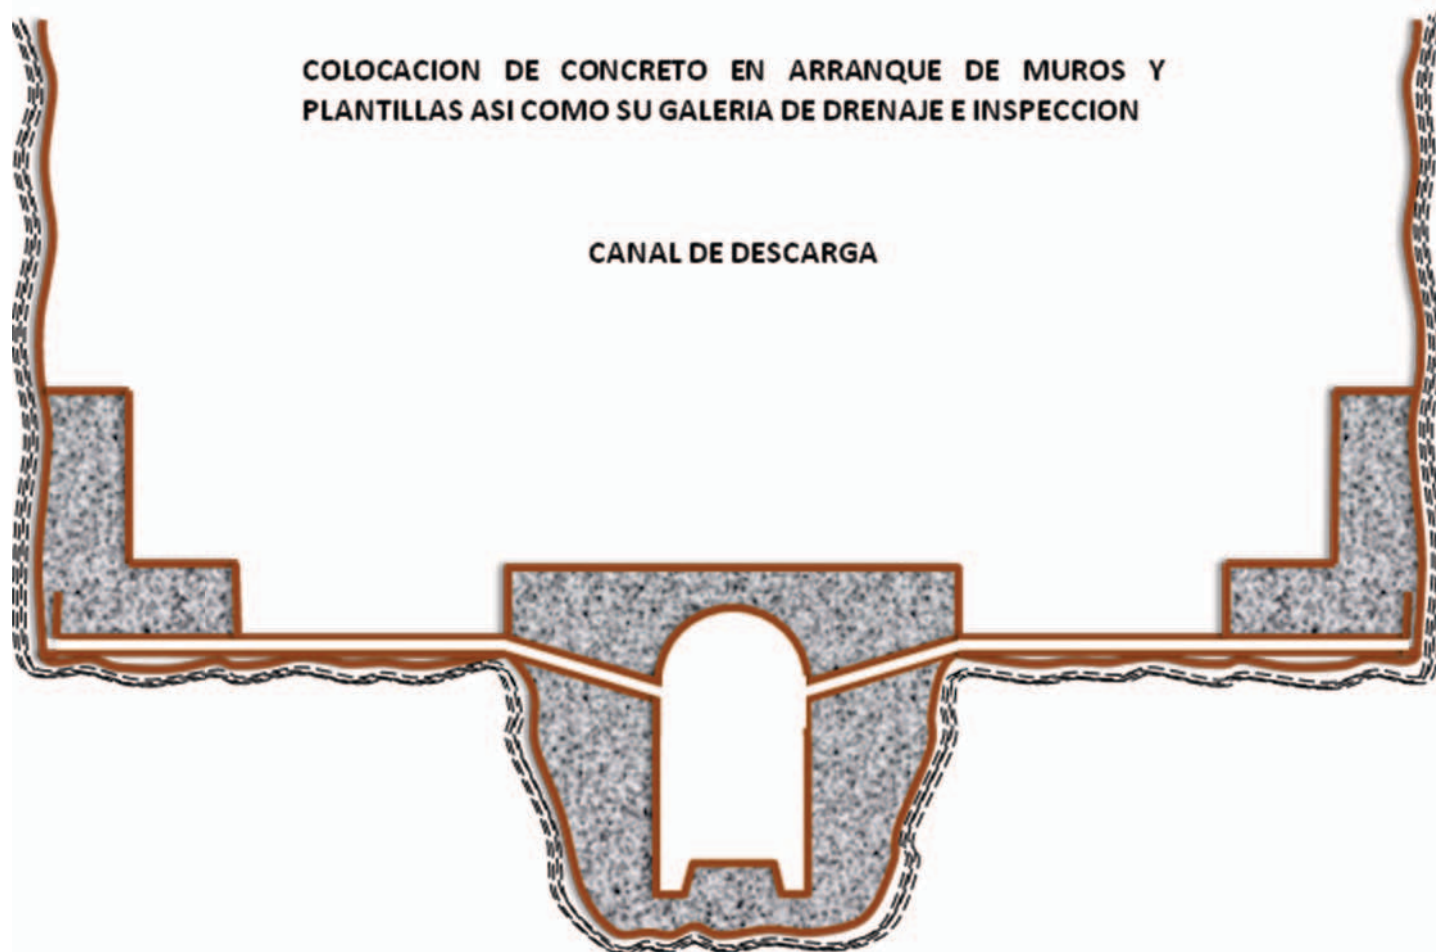 COLOCACION DE CONCRETO EN ARRANQUE DE MUROS Y
PLANTILLAS ASI COMO SU GALERIA DE DRENAJE E INSPECCION
CANAL DE DESCARGA